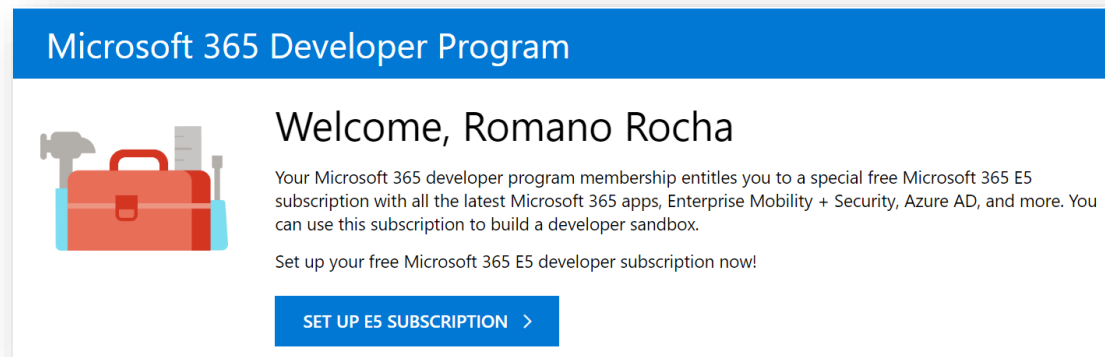 Microsoft 365 Developer Program
Welcome, Romano Rocha
Your Microsoft 365 developer program membership entitles you to a special free Microsoft 365 E5
subscription with all the latest Microsoft 365 apps, Enterprise Mobility + Security, Azure AD, and more. You
can use this subscription to build a developer sandbox.
Set up your free Microsoft 365 E5 developer subscription now!
SET UP E5 SUBSCRIPTION >